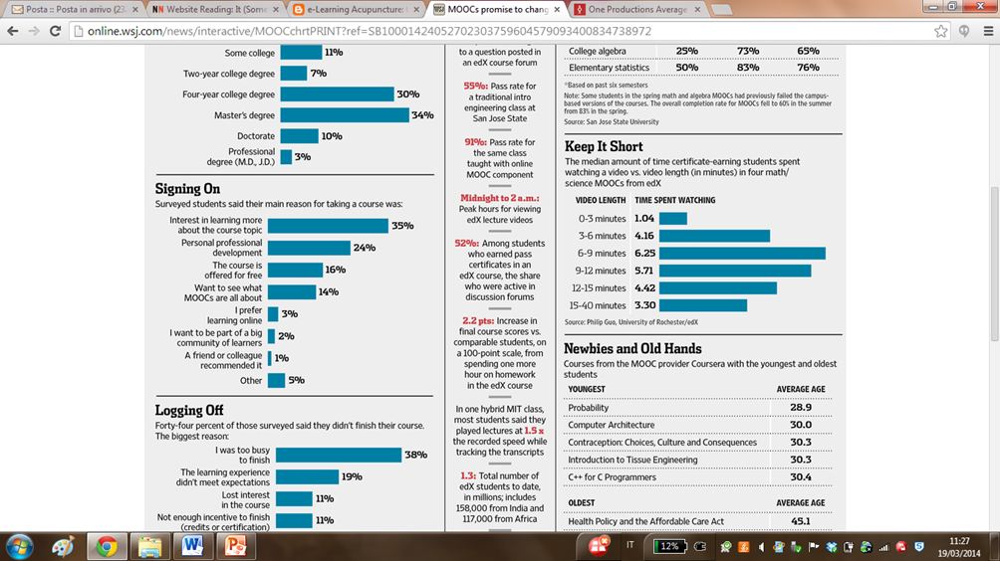 Posta :: Posta in arrivo (23
Website Reading: It (Some
e-Learning Acupuncture:
MOOCs promise to chang
One Productions Average
online.wsj.com/news/interactive/MOOCchrtPRINT?ref=SB10001424052702303759604579093400834738972
Some college 11%
Two-year college degree 7%
Four-year college degree 30%
Master's degree 34%
Doctorate 10%
Professional
degree (M.D., J.D.) 3%
Signing On
Surveyed students said their main reason for taking a course was:
Interest in learning more
about the course topic 35%
Personal professional
development 24%
The course is
offered for free 16%
Want to see what
MOOCs are all about 14%
I prefer
learning online 3%
I want to be part of a big
community of learners 2%
A friend or colleague
recommended it 1%
Other 5%
Logging Off
Forty-four percent of those surveyed said they didn't finish their course.
The biggest reason:
I was too busy
to finish 38%
The learning experience
didn't meet expectations 19%
Lost interest
in the course 11%
Not enough incentive to finish
(credits or certification) 11%
to a question posted in
an edX course forum
55%: Pass rate for
a traditional intro
engineering class at
San Jose State
91%: Pass rate for
the same class
taught with online
MOOC component
Midnight to 2 a.m.:
Peak hours for viewing
edX lecture videos
52%: Among students
who earned pass
certificates in an
edX course, the share
who were active in
discussion forums
2.2 pts: Increase in
final course scores vs.
comparable students, on
a 100-point scale, from
spending one more
hour on homework
in the edX course
In one hybrid MIT class,
most students said they
played lectures at 1.5 x
the recorded speed while
tracking the transcripts
1.3: Total number of
edX students to date,
in millions; includes
158,000 from India and
117,000 from Africa
College algebra 25% 73% 65%
Elementary statistics 50% 83% 76%
*Based on past six semesters
Note: Some students in the spring math and algebra MOOCs had previously failed the campus-
based versions of the courses. The overall completion rate for MOOCs fell to 60% in the summer
from 83% in the spring.
Source: San Jose State University
Keep It Short
The median amount of time certificate-earning students spent
watching a video vs. video length (in minutes) in four math/
science MOOCs from edX
VIDEO LENGTH TIME SPENT WATCHING
0-3 minutes 1.04
3-6 minutes 4.16
6-9 minutes 6.25
9-12 minutes 5.71
12-15 minutes 4.42
15-40 minutes 3.30
Source: Philip Guo, University of Rochester/edX
Newbies and Old Hands
Courses from the MOOC provider Coursera with the youngest and oldest
students
YOUNGEST AVERAGE AGE
Probability 28.9
Computer Architecture 30.0
Contraception: Choices, Culture and Consequences 30.3
Introduction to Tissue Engineering 30.3
C++ for C Programmers 30.4
OLDEST AVERAGE AGE
Health Policy and the Affordable Care Act 45.1
IT
12%
11:27
19/03/2014